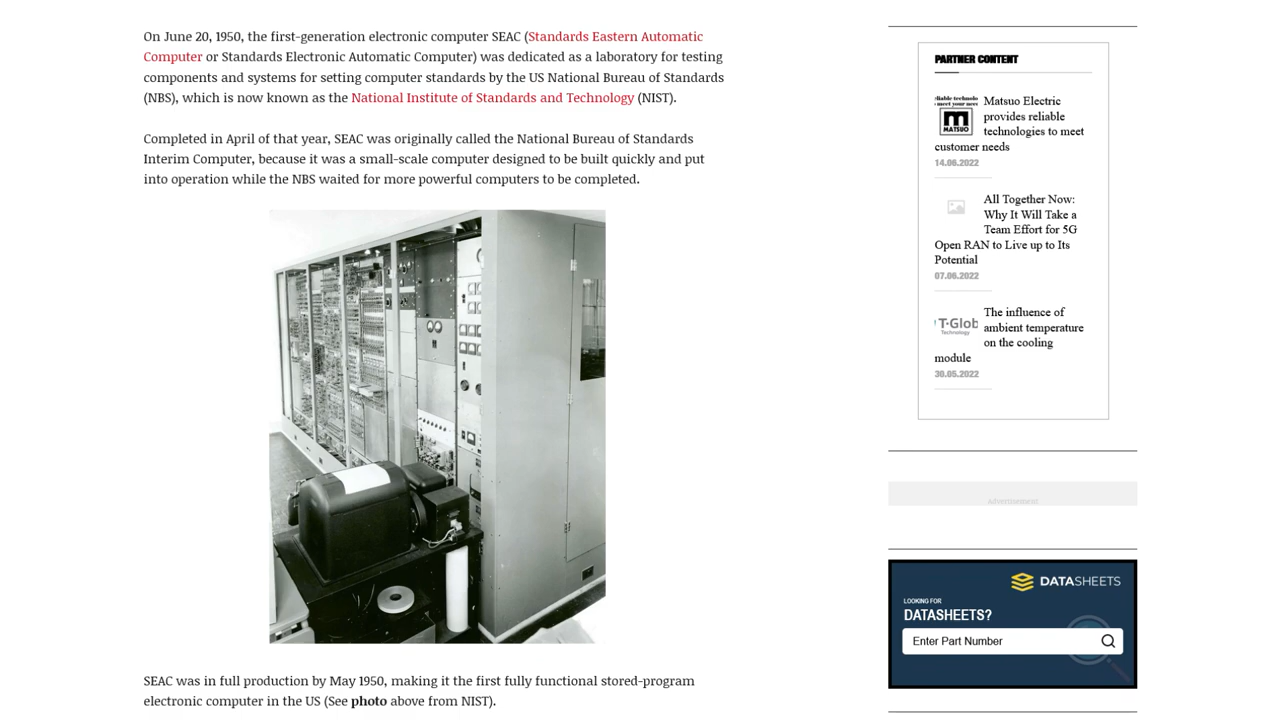 On June 20, 1950, the first-generation electronic computer SEAC (Standards Eastern Automatic
Computer or Standards Electronic Automatic Computer) was dedicated as a laboratory for testing
components and systems for setting computer standards by the US National Bureau of Standards
(NBS), which is now known as the National Institute of Standards and Technology (NIST).
Completed in April of that year, SEAC was originally called the National Bureau of Standards
Interim Computer, because it was a small-scale computer designed to be built quickly and put
into operation while the NBS waited for more powerful computers to be completed.
SEAC was in full production by May 1950, making it the first fully functional stored-program
electronic computer in the US (See photo above from NIST).
PARTNER CONTENT
MATSUO
Matsuo Electric
provides reliable
technologies to meet
customer needs
14.06.2022
All Together Now:
Why It Will Take a
Team Effort for 5G
Open RAN to Live up to Its
Potential
07.06.2022
T-Glob
Technology
The influence of
ambient temperature
on the cooling
module
30.05.2022
Advertisement
DATASHEETS
LOOKING FOR
DATASHEETS?
Enter Part Number